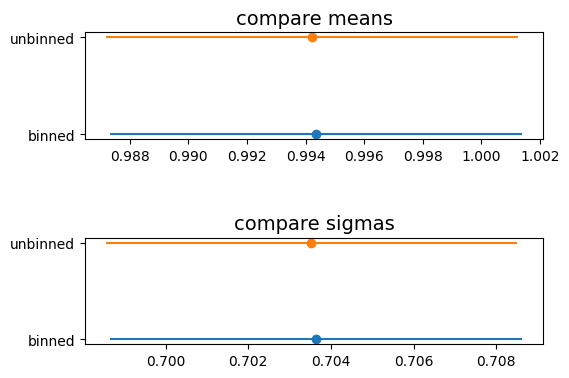 compare means
unbinned
binned
0.988 0.990 0.992 0.994 0.996 0.998 1.000 1.002
compare sigmas
unbinned
binned
0.700 0.702 0.704 0.706 0.708